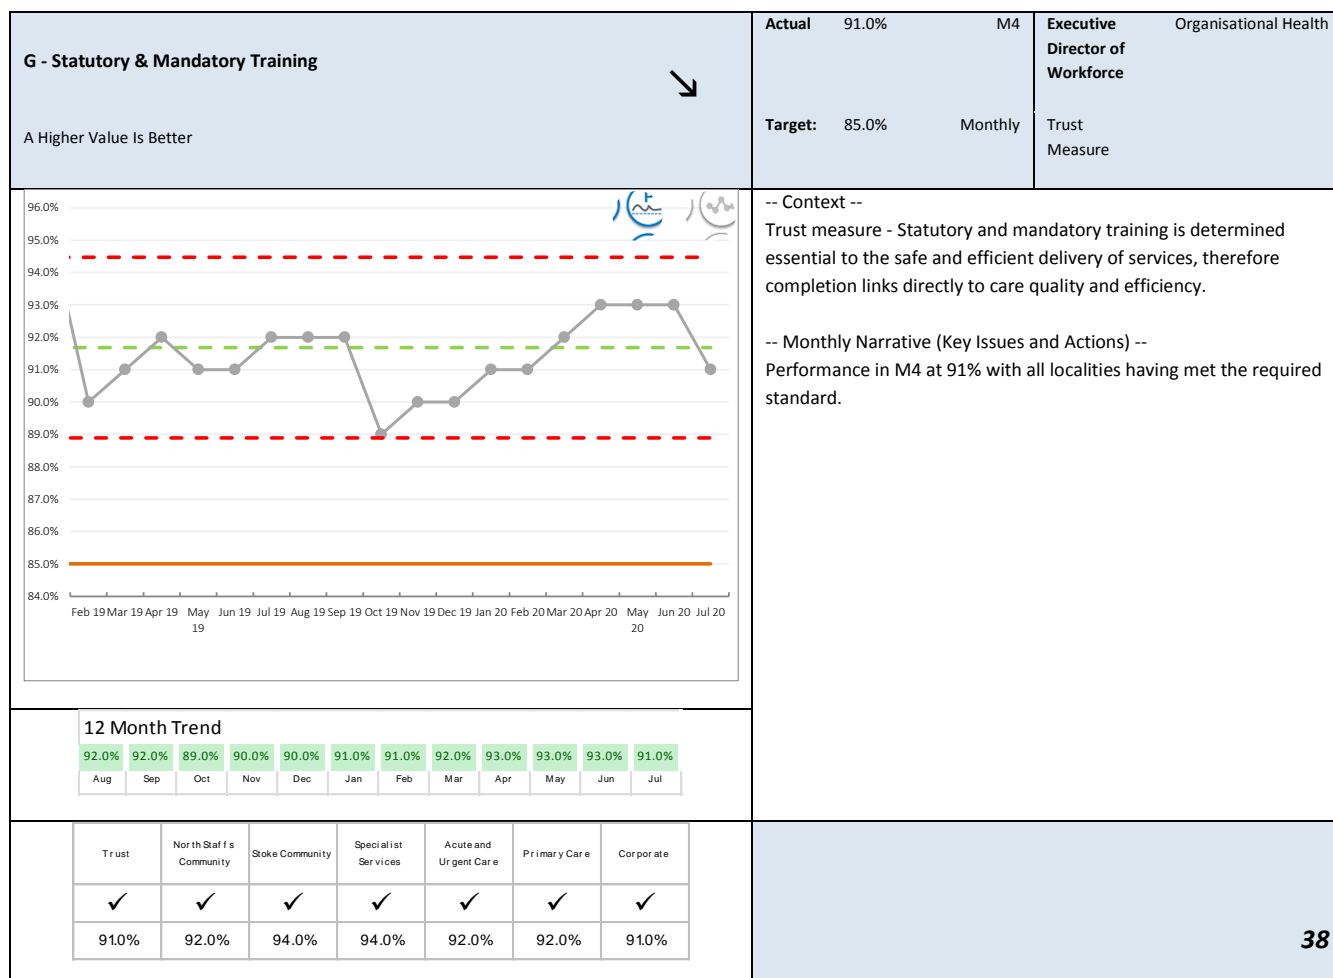 G - Statutory & Mandatory Training
A Higher Value Is Better
Actual 91.0% M4
Target: 85.0% Monthly
Executive Organisational Health
Director of
Workforce
Trust
Measure
96.0%
95.0%
94.0%
93.0%
92.0%
91.0%
90.0%
89.0%
88.0%
87.0%
86.0%
85.0%
84.0%
Feb 19 Mar 19 Apr 19 May Jun 19 Jul 19 Aug 19 Sep 19 Oct 19 Nov 19 Dec 19 Jan 20 Feb 20 Mar 20 Apr 20 May Jun 20 Jul 20
19 20
-- Context --
Trust measure - Statutory and mandatory training is determined
essential to the safe and efficient delivery of services, therefore
completion links directly to care quality and efficiency.
-- Monthly Narrative (Key Issues and Actions) --
Performance in M4 at 91% with all localities having met the required
standard.
12 Month Trend
92.0% 92.0% 89.0% 90.0% 90.0% 91.0% 91.0% 92.0% 93.0% 93.0% 93.0% 91.0%
Aug Sep Oct Nov Dec Jan Feb Mar Apr May Jun Jul
Trust North Staffs Stoke Community Specialist Acute and Primary Care Corporate
Community Services Urgent Care
✓ ✓ ✓ ✓ ✓ ✓ ✓
91.0% 92.0% 94.0% 94.0% 92.0% 92.0% 91.0%
38